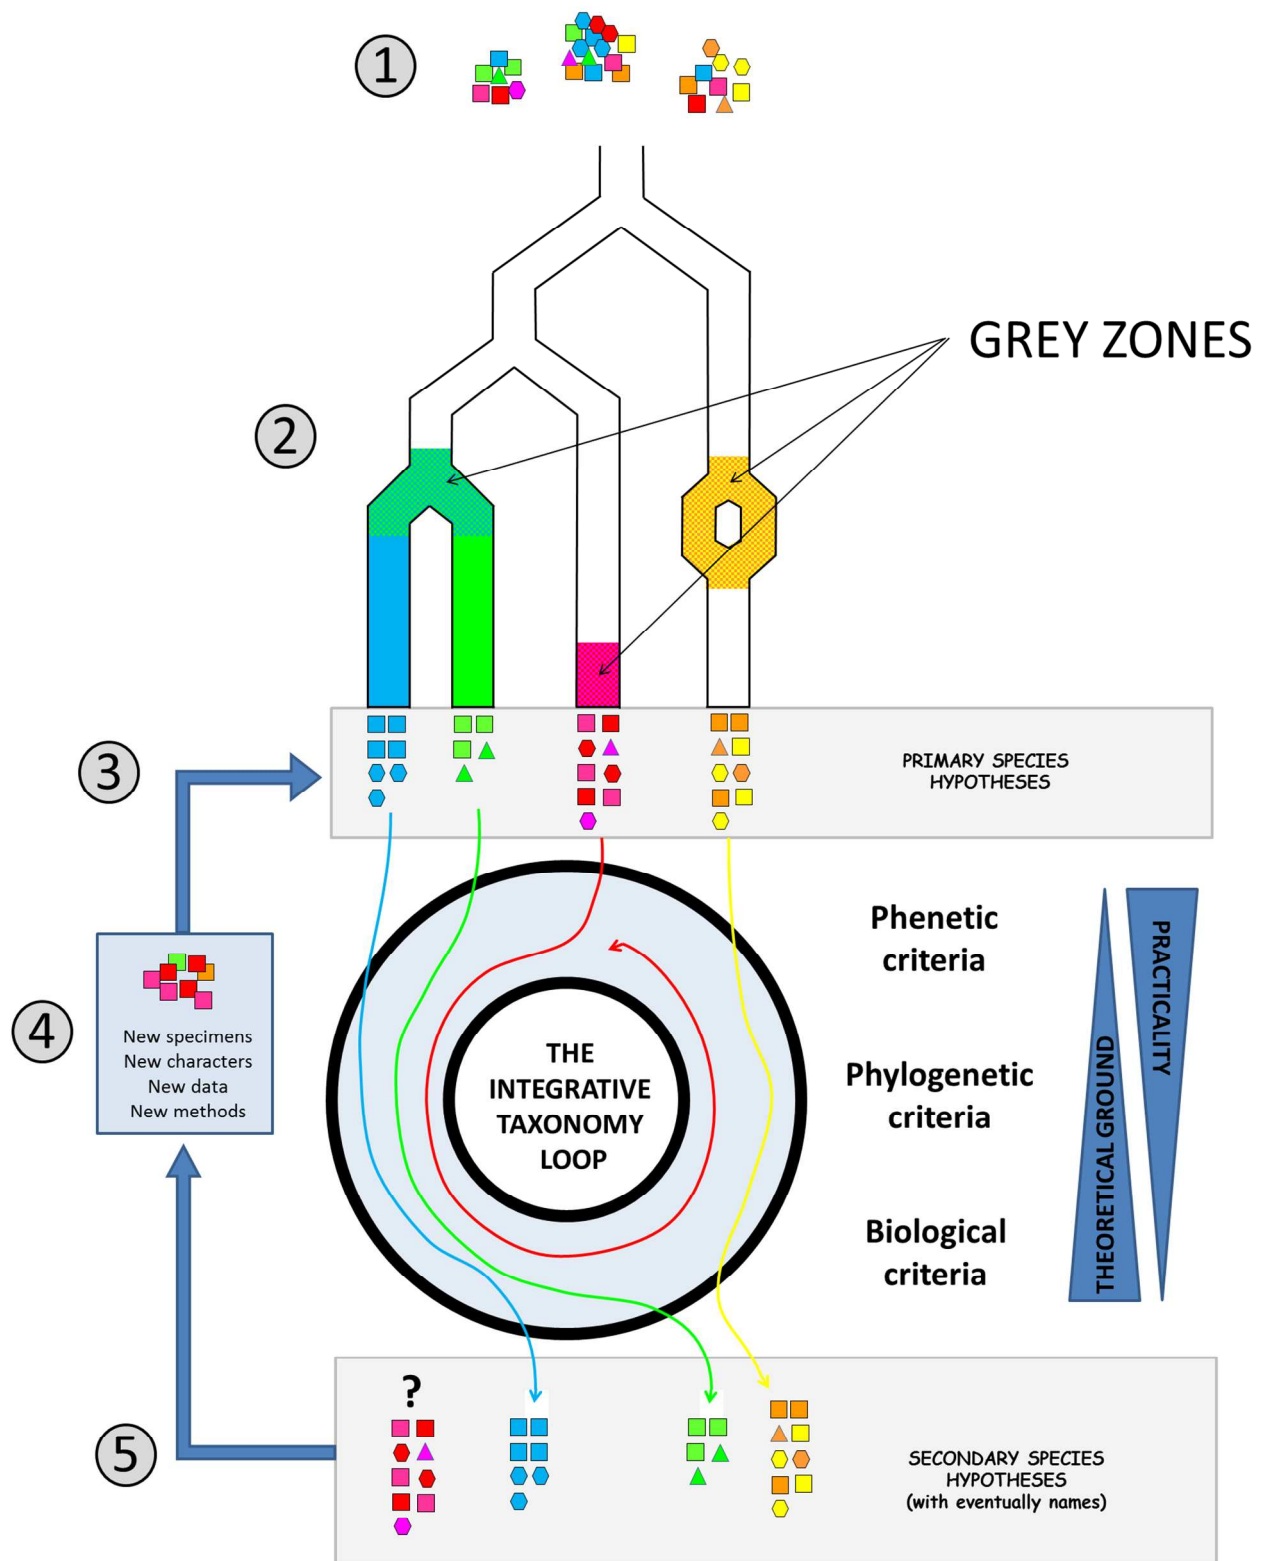 1
GREY ZONES
2
3
PRIMARY SPECIES
HYPOTHESES
Phenetic
criteria
PRACTICALITY
4
New specimens
New characters
New data
New methods
THE
INTEGRATIVE
TAXONOMY
LOOP
Phylogenetic
criteria
THEORETICAL GROUND
Biological
criteria
?
5
SECONDARY SPECIES
HYPOTHESES
(with eventually names)